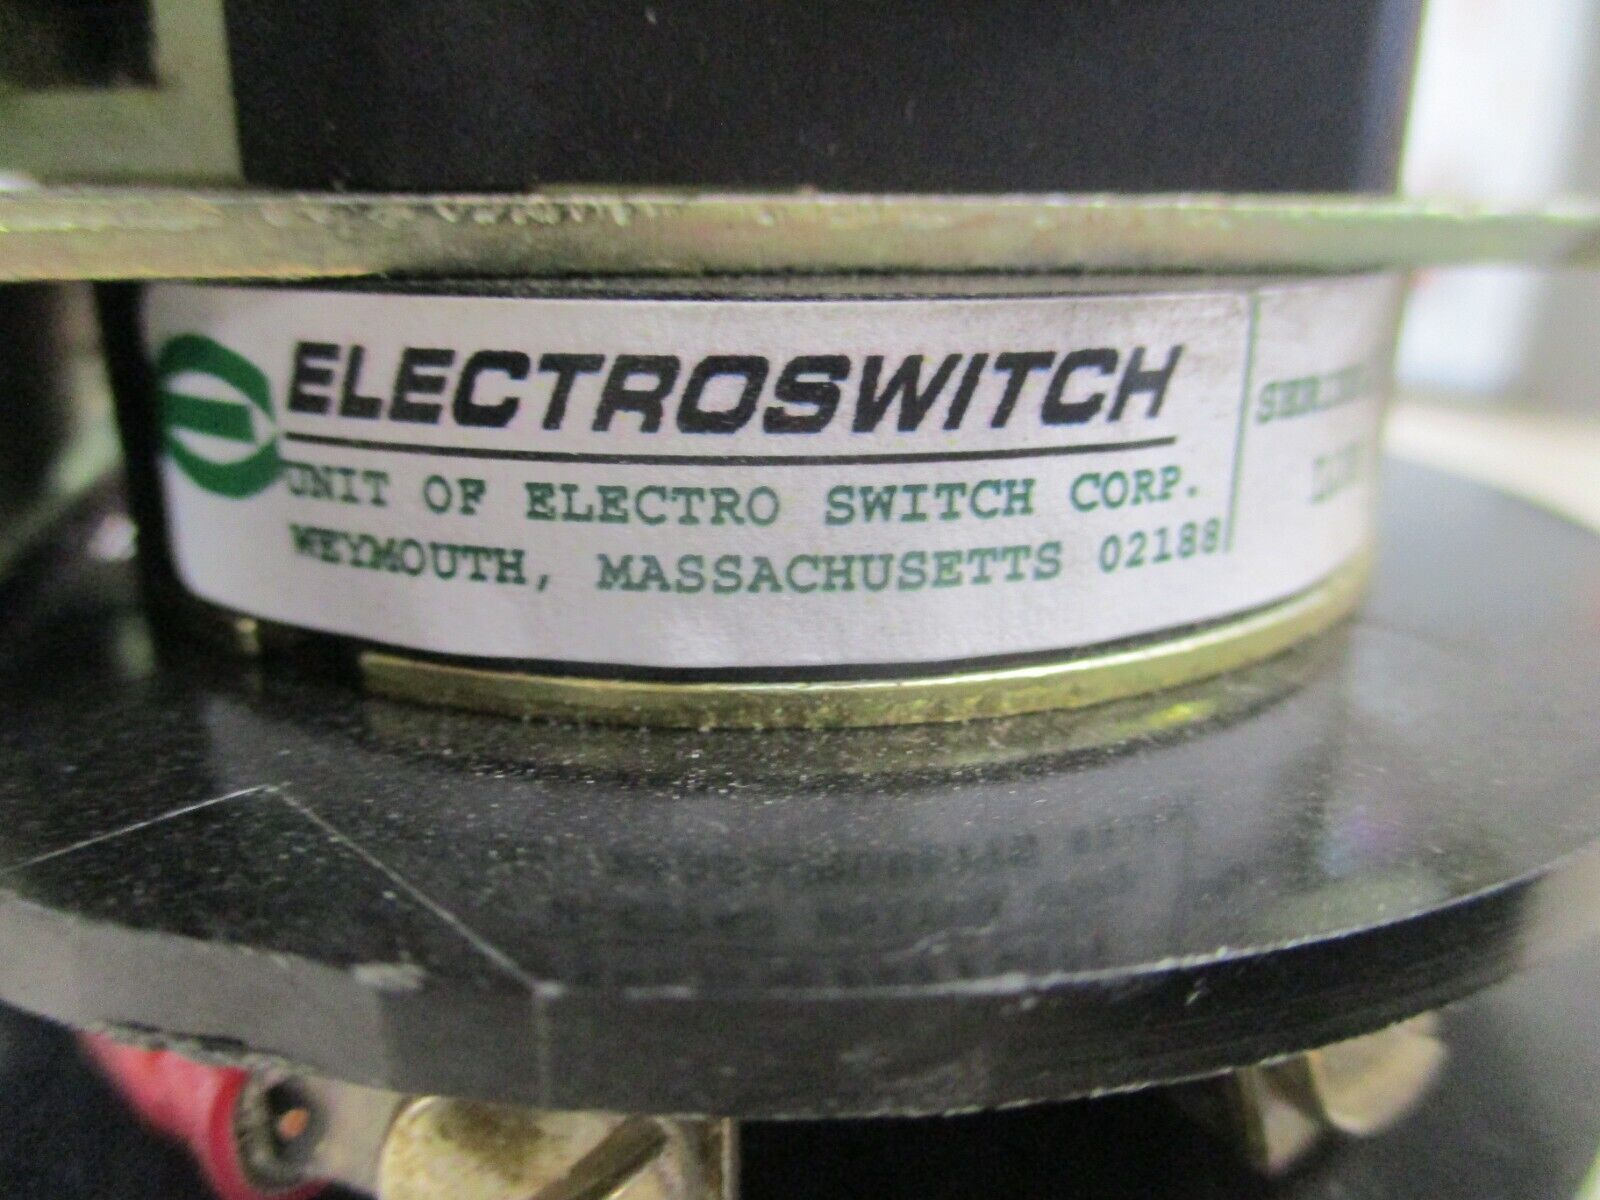 ELECTROSWITCH
UNIT OF ELECTRO SWITCH CORP.
WEYMOUTH, MASSACHUSETTS 02188